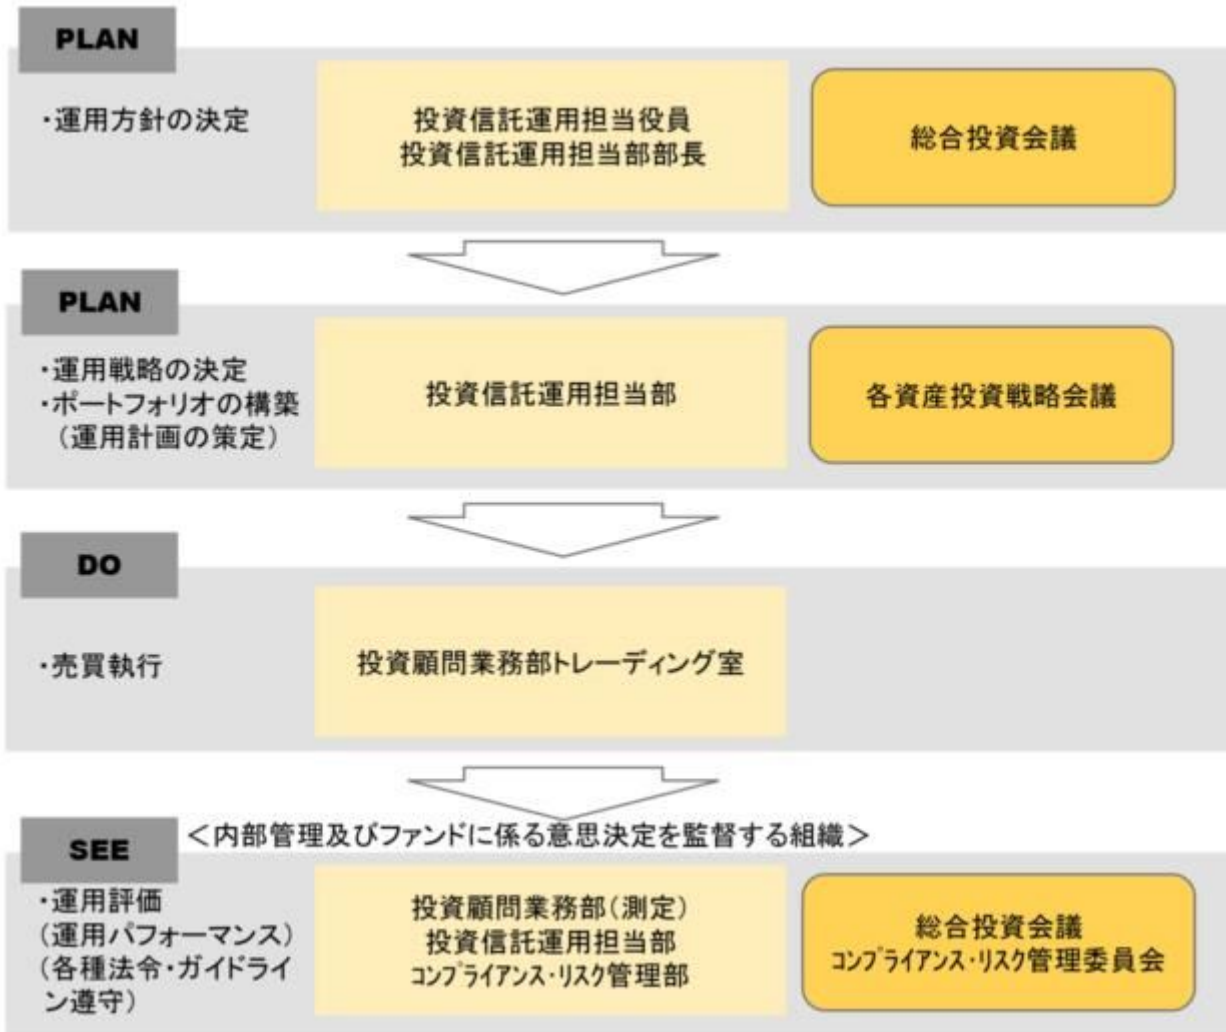 PLAN
・運用方針の決定
投資信託運用担当役員
投資信託運用担当部部長
総合投資会議
PLAN
・運用戦略の決定
・ポートフォリオの構築
(運用計画の策定)
投資信託運用担当部
各資産投資戦略会議
DO
・売買執行
投資顧問業務部トレーディング室
SEE
＜内部管理及びファンドに係る意思決定を監督する組織＞
・運用評価
(運用パフォーマンス)
(各種法令・ガイドライ
ン遵守)
投資顧問業務部(測定)
投資信託運用担当部
コンプライアンス・リスク管理部
総合投資会議
コンプライアンス・リスク管理委員会